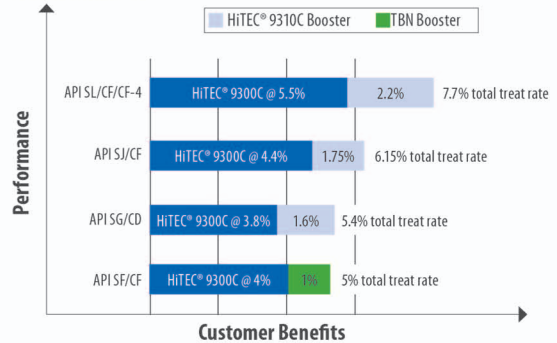 HiTEC® 9310C Booster TBN Booster
API SL/CF/CF-4 HiTEC® 9300C @ 5.5% 2.2% 7.7% total treat rate
API SJ/CF HiTEC® 9300C @ 4.4% 1.75% 6.15% total treat rate
API SG/CD HiTEC® 9300C @ 3.8% 1.6% 5.4% total treat rate
API SF/CF HiTEC® 9300C @ 4% 1% 5% total treat rate
Performance
Customer Benefits